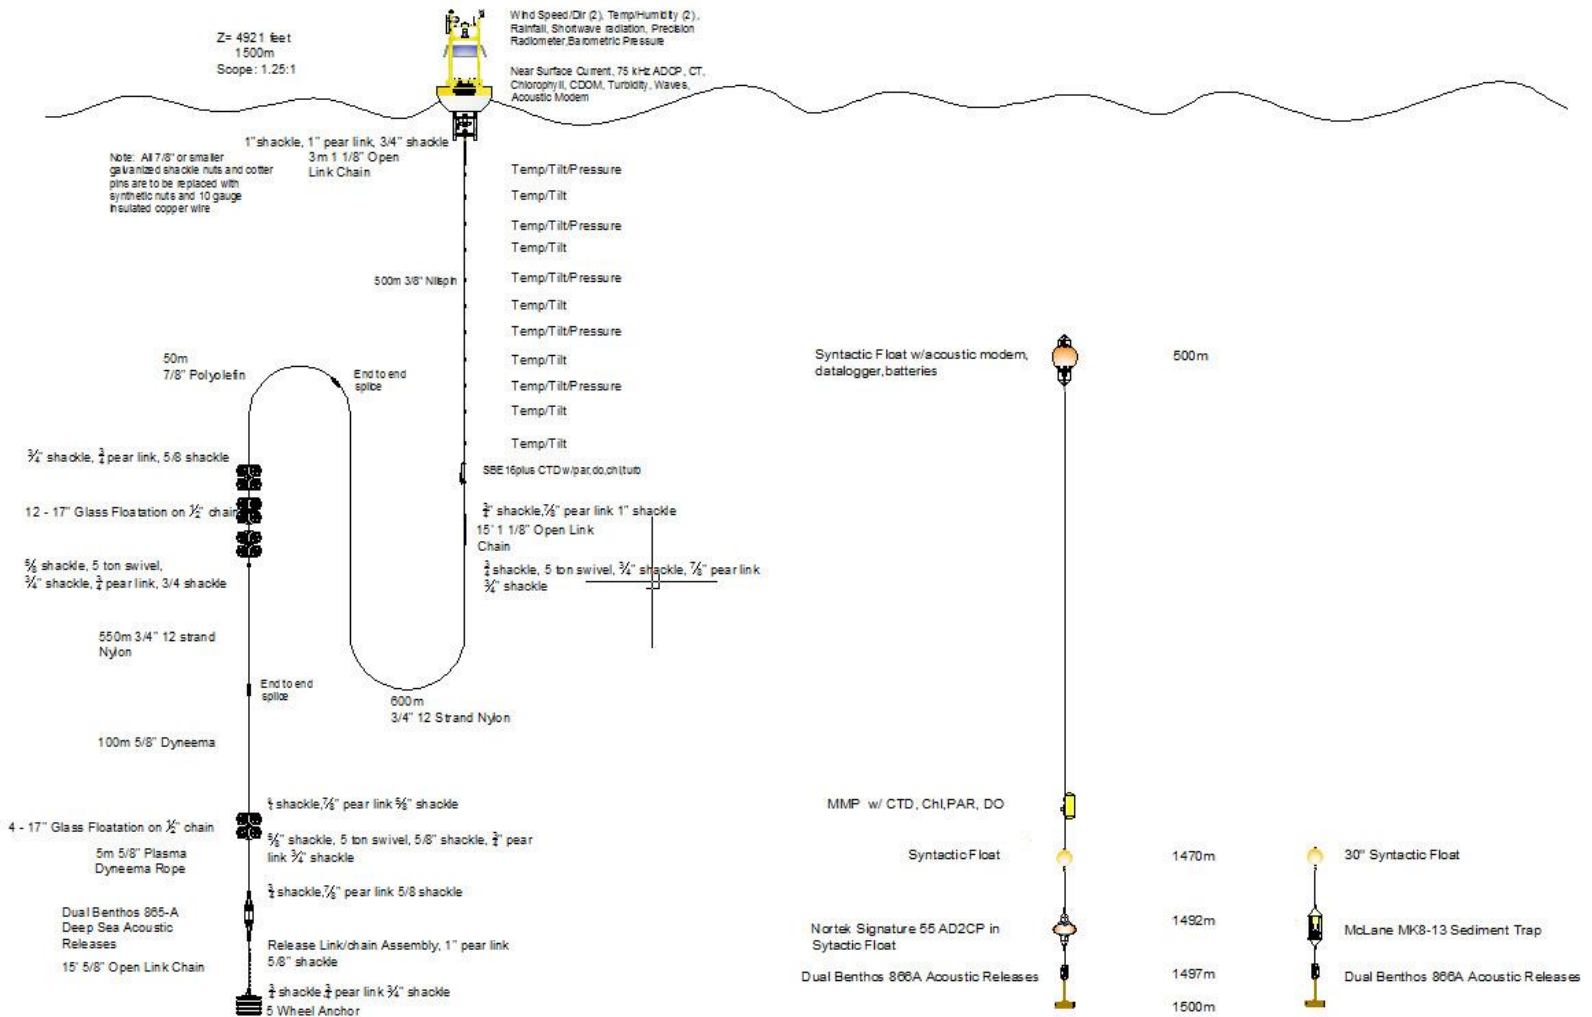 Z= 4921 feet
1500m
Scope: 1.25:1
Wind Speed/Dir (2), Temp/Humidity (2),
Rainfall, Shortwave radiation, Precision
Radiometer, Barometric Pressure
Near Surface Current, 75 kHz ADCP, CT,
Chlorophyll, CDOM, Turbidity, Waves,
Acoustic Modem
1" shackle, 1" pear link, 3/4" shackle
3m 1 1/8" Open
Link Chain
Note: All 7/8" or smaller
galvanized shackle nuts and cotter
pins are to be replaced with
synthetic nuts and 10 gauge
insulated copper wire
Temp/Tilt/Pressure
Temp/Tilt
Temp/Tilt/Pressure
Temp/Tilt
500m 3/8" Nilspin
Temp/Tilt/Pressure
Temp/Tilt
Temp/Tilt/Pressure
Temp/Tilt
Temp/Tilt/Pressure
Temp/Tilt
Temp/Tilt
SBE 16plus CTD w/par,do,chl,turb
50m
7/8" Polyolefin
End to end
splice
¾" shackle, ¾ pear link, 5/8 shackle
12 - 17" Glass Floatation on ½" chain
⅝ shackle, 5 ton swivel,
¾" shackle, ¾ pear link, 3/4 shackle
¾" shackle,⅞" pear link 1" shackle
15' 1 1/8" Open Link
Chain
¾ shackle, 5 ton swivel, ¾" shackle, ⅞" pear link
¾" shackle
550m 3/4" 12 strand
Nylon
End to end
splice
600m
3/4" 12 Strand Nylon
100m 5/8" Dyneema
shackle,⅞" pear link ⅝" shackle
4 - 17" Glass Floatation on ½" chain
⅝" shackle, 5 ton swivel, 5/8" shackle, ¾" pear
link ¾" shackle
5m 5/8" Plasma
Dyneema Rope
¾ shackle,⅞" pear link 5/8 shackle
Dual Benthos 865-A
Deep Sea Acoustic
Releases
Release Link/chain Assembly, 1" pear link
5/8" shackle
15' 5/8" Open Link Chain
¾ shackle ¾ pear link ¾" shackle
5 Wheel Anchor
Syntactic Float w/acoustic modem,
datalogger,batteries
500m
MMP w/ CTD, Chl,PAR, DO
Syntactic Float
1470m
Nortek Signature 55 AD2CP in
Sytactic Float
1492m
Dual Benthos 866A Acoustic Releases
1497m
1500m
30" Syntactic Float
McLane MK8-13 Sediment Trap
Dual Benthos 866A Acoustic Releases